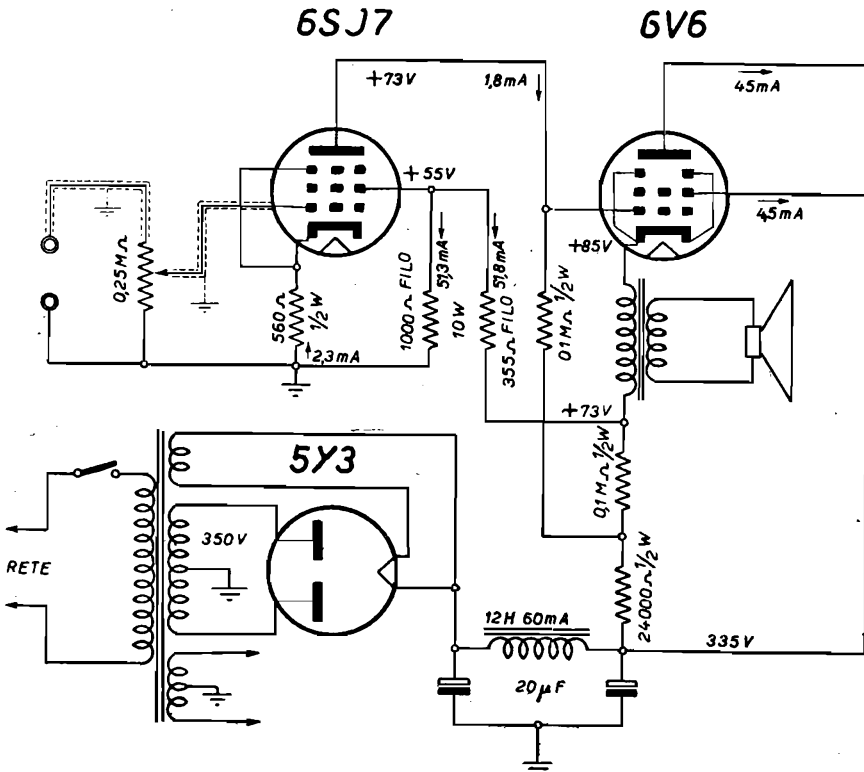 6SJ7
6V6
+73V
1,8mA
45mA
+55V
45mA
0,25MΩ
51,3mA
51,8mA
+85V
560Ω
1/2W
1000Ω FILO
10W
355Ω FILO
01MΩ 1/2W
2,3mA
+73V
5Y3
0,1MΩ 1/2W
350V
RETE
24000Ω 1/2W
12H 60mA
335V
20µF